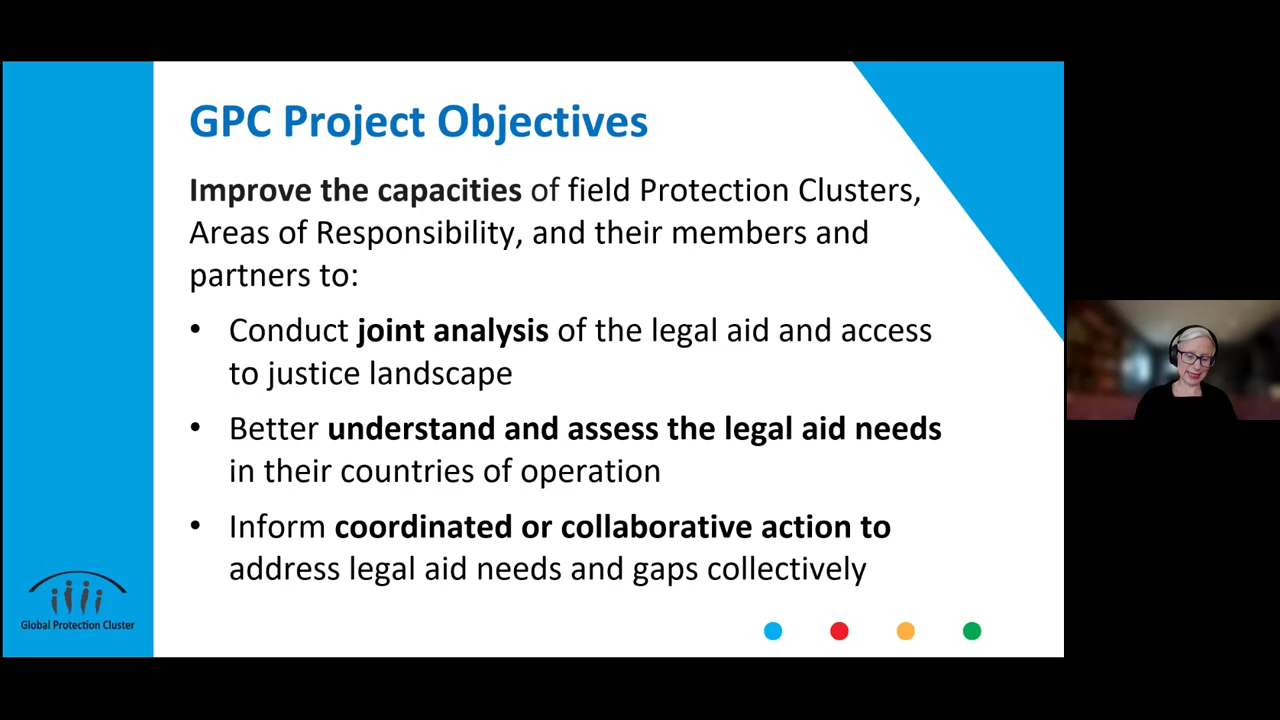 GPC Project Objectives
Improve the capacities of field Protection Clusters,
Areas of Responsibility, and their members and
partners to:
• Conduct joint analysis of the legal aid and access
to justice landscape
• Better understand and assess the legal aid needs
in their countries of operation
• Inform coordinated or collaborative action to
address legal aid needs and gaps collectively
Global Protection Cluster